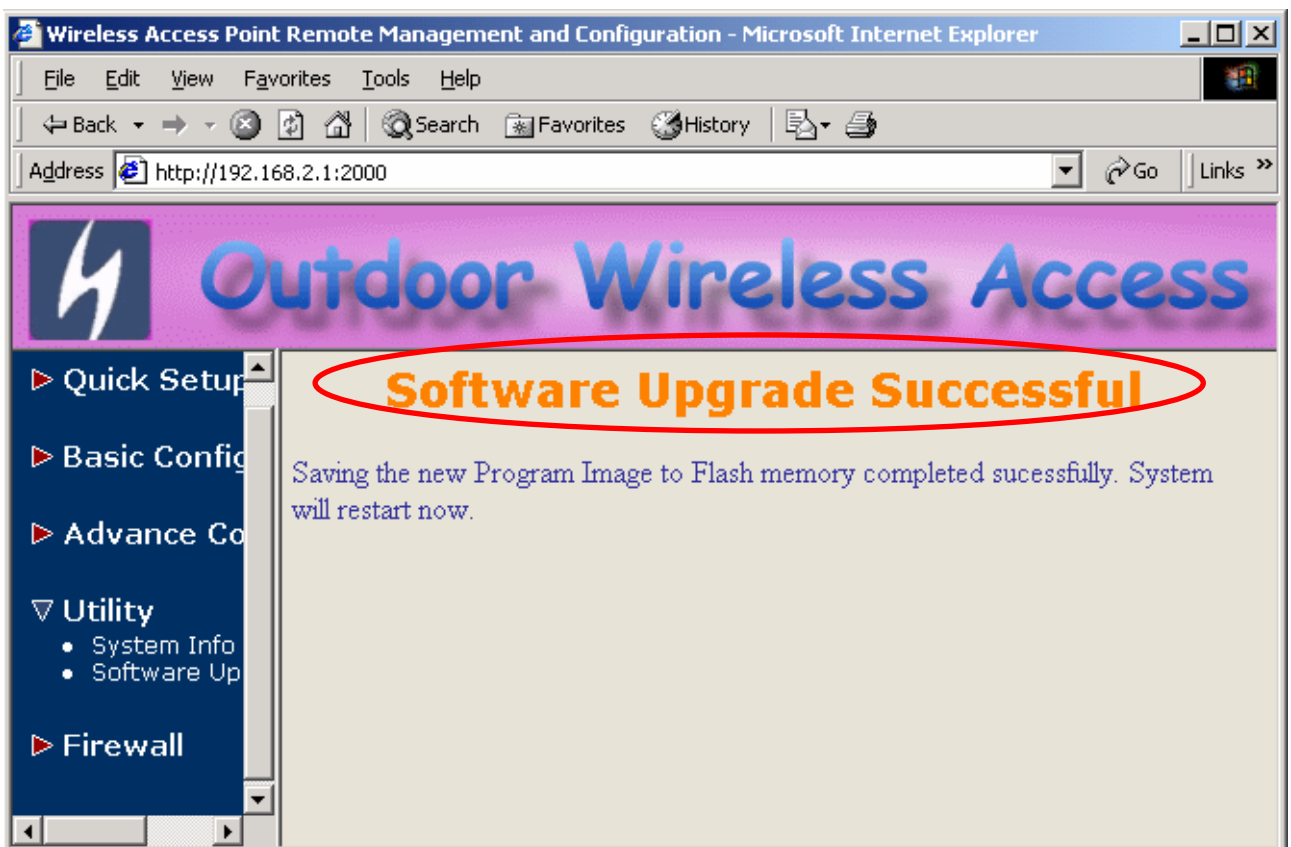 Wireless Access Point Remote Management and Configuration - Microsoft Internet Explorer
File Edit View Favorites Tools Help
Back Search Favorites History
Address http://192.168.2.1:2000 Go Links »
Outdoor Wireless Access
Quick Setup
Basic Config
Advance Co
Utility
System Info
Software Up
Firewall
Software Upgrade Successful
Saving the new Program Image to Flash memory completed sucessfully. System
will restart now.